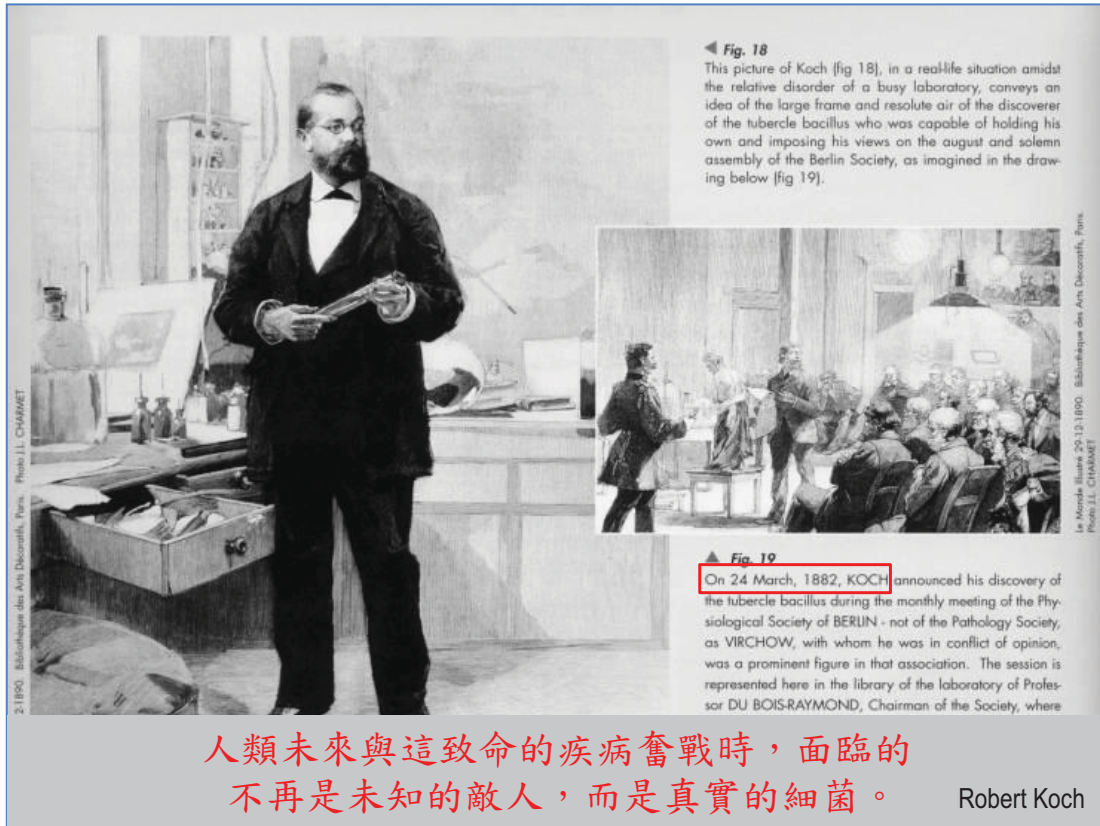 ◀ Fig. 18
This picture of Koch (fig 18), in a real-life situation amidst
the relative disorder of a busy laboratory, conveys an
idea of the large frame and resolute air of the discoverer
of the tubercle bacillus who was capable of holding his
own and imposing his views on the august and solemn
assembly of the Berlin Society, as imagined in the draw-
ing below (fig 19).
Le Monde Illustré 29-12-1890. Bibliothèque des Arts Décoratifs, Paris.
Photo J.L. CHARMET
2-1890. Bibliothèque des Arts Décoratifs, Paris. Photo J.L. CHARMET
▲ Fig. 19
On 24 March, 1882, KOCH announced his discovery of
the tubercle bacillus during the monthly meeting of the Phy-
siological Society of BERLIN - not of the Pathology Society,
as VIRCHOW, with whom he was in conflict of opinion,
was a prominent figure in that association. The session is
represented here in the library of the laboratory of Profes-
sor DU BOIS-RAYMOND, Chairman of the Society, where
人類未來與這致命的疾病奮戰時，面臨的
不再是未知的敵人，而是真實的細菌。
Robert Koch